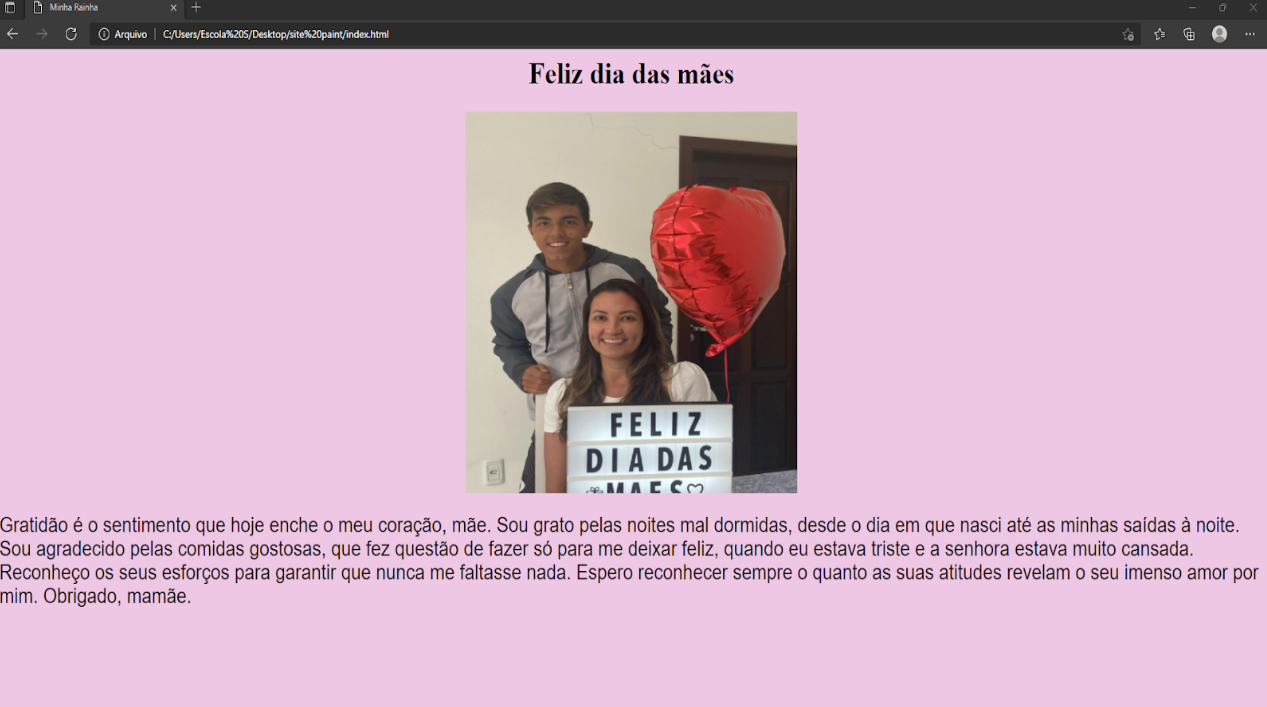 Minha Rainha
Arquivo
C:/Users/Escola%20S/Desktop/site%20paint/index.html
Feliz dia das mães
FELIZ
DIA DAS
MAES
Gratidão é o sentimento que hoje enche o meu coração, mãe. Sou grato pelas noites mal dormidas, desde o dia em que nasci até as minhas saídas à noite.
Sou agradecido pelas comidas gostosas, que fez questão de fazer só para me deixar feliz, quando eu estava triste e a senhora estava muito cansada.
Reconheço os seus esforços para garantir que nunca me faltasse nada. Espero reconhecer sempre o quanto as suas atitudes revelam o seu imenso amor por
mim. Obrigado, mamãe.